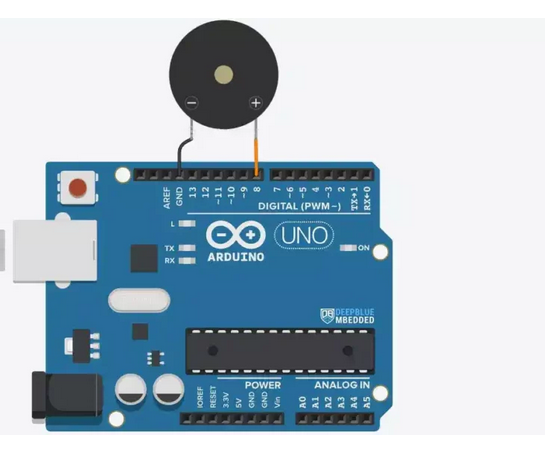 − +
AREF
GND
13
12
~11
~10
~9
8
7
~6
~5
4
~3
2
TX→1
RX←0
DIGITAL (PWM~)
L
TX
RX
ARDUINO
UNO
ON
DEEPBLUE
MBEDDED
POWER
ANALOG IN
IOREF
RESET
3.3V
5V
GND
GND
Vin
A0
A1
A2
A3
A4
A5